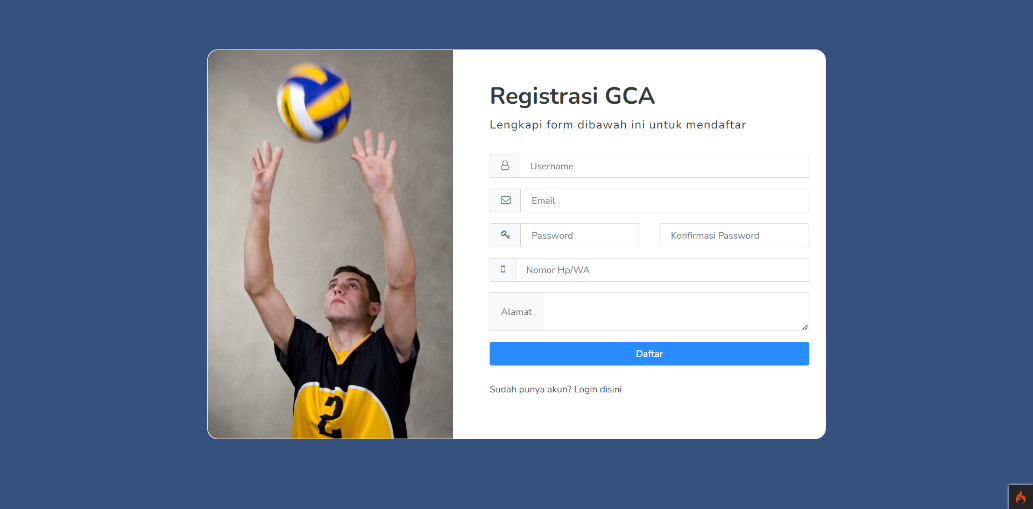 Registrasi GCA
Lengkapi form dibawah ini untuk mendaftar
Username
Email
Password
Konfirmasi Password
Nomor Hp/WA
Alamat
Daftar
Sudah punya akun? Login disini
2